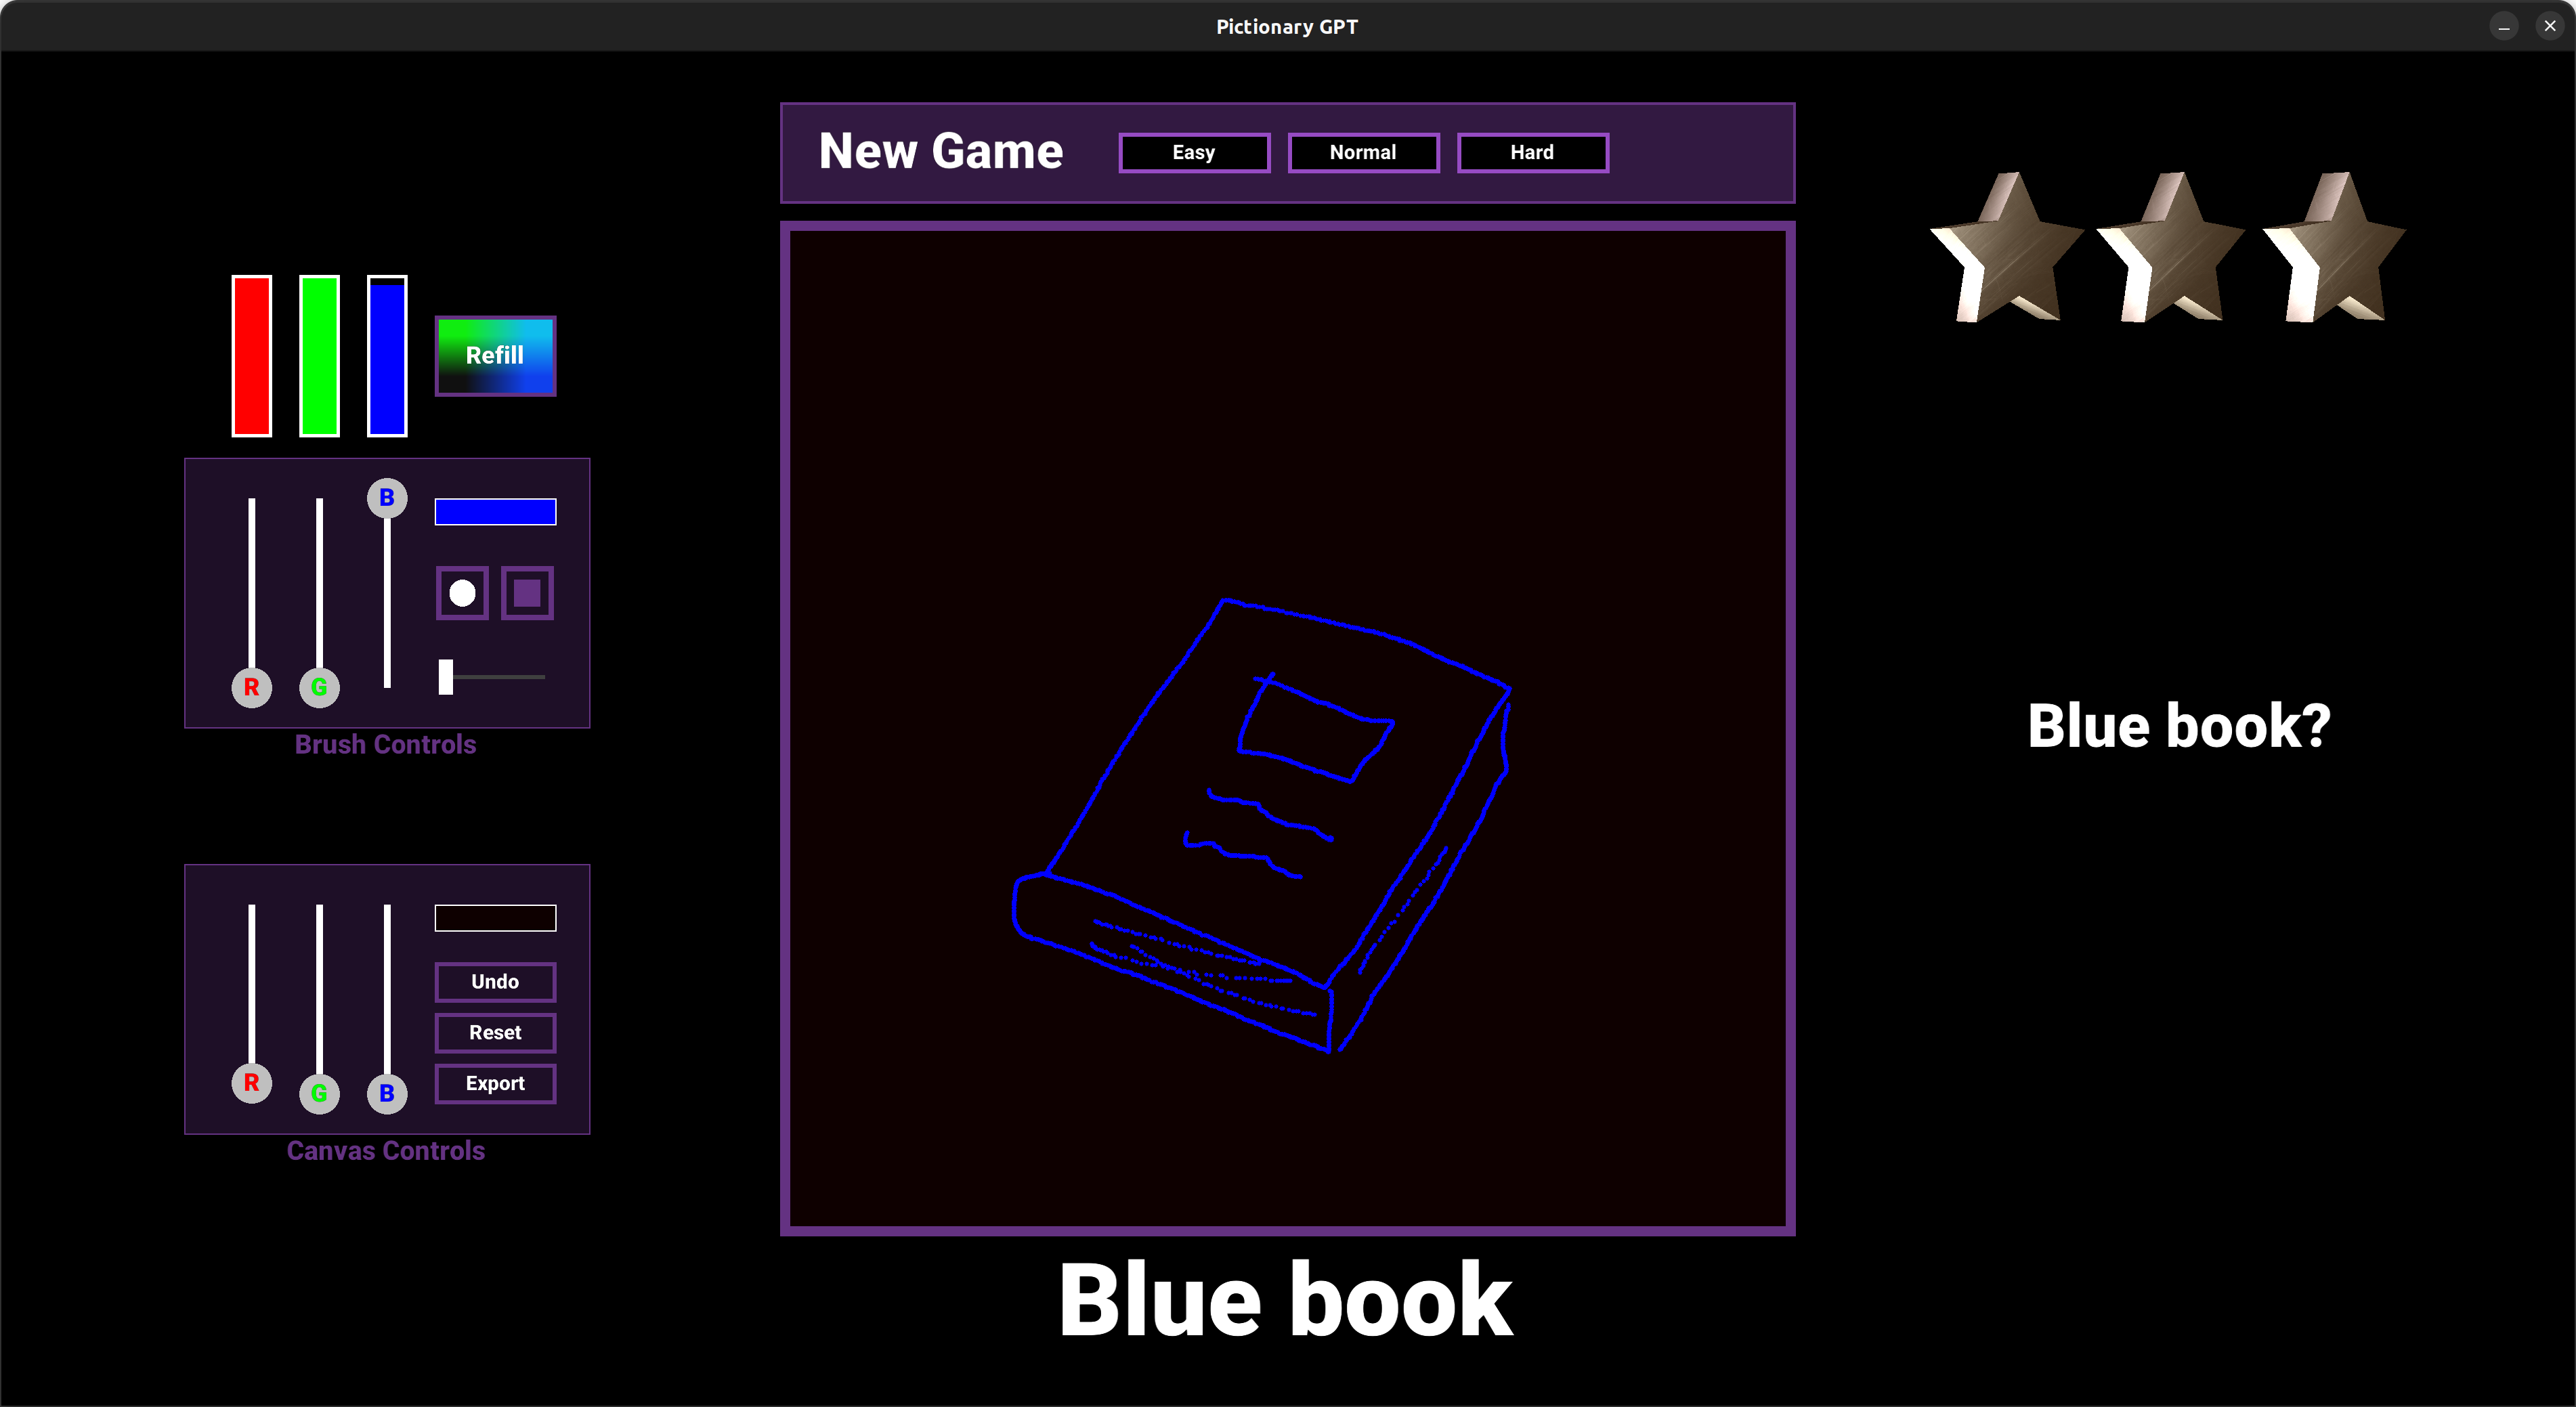 Pictionary GPT
New Game
Easy
Normal
Hard
Refill
B
R
G
Brush Controls
Blue book?
Undo
Reset
Export
R
G
B
Canvas Controls
Blue book